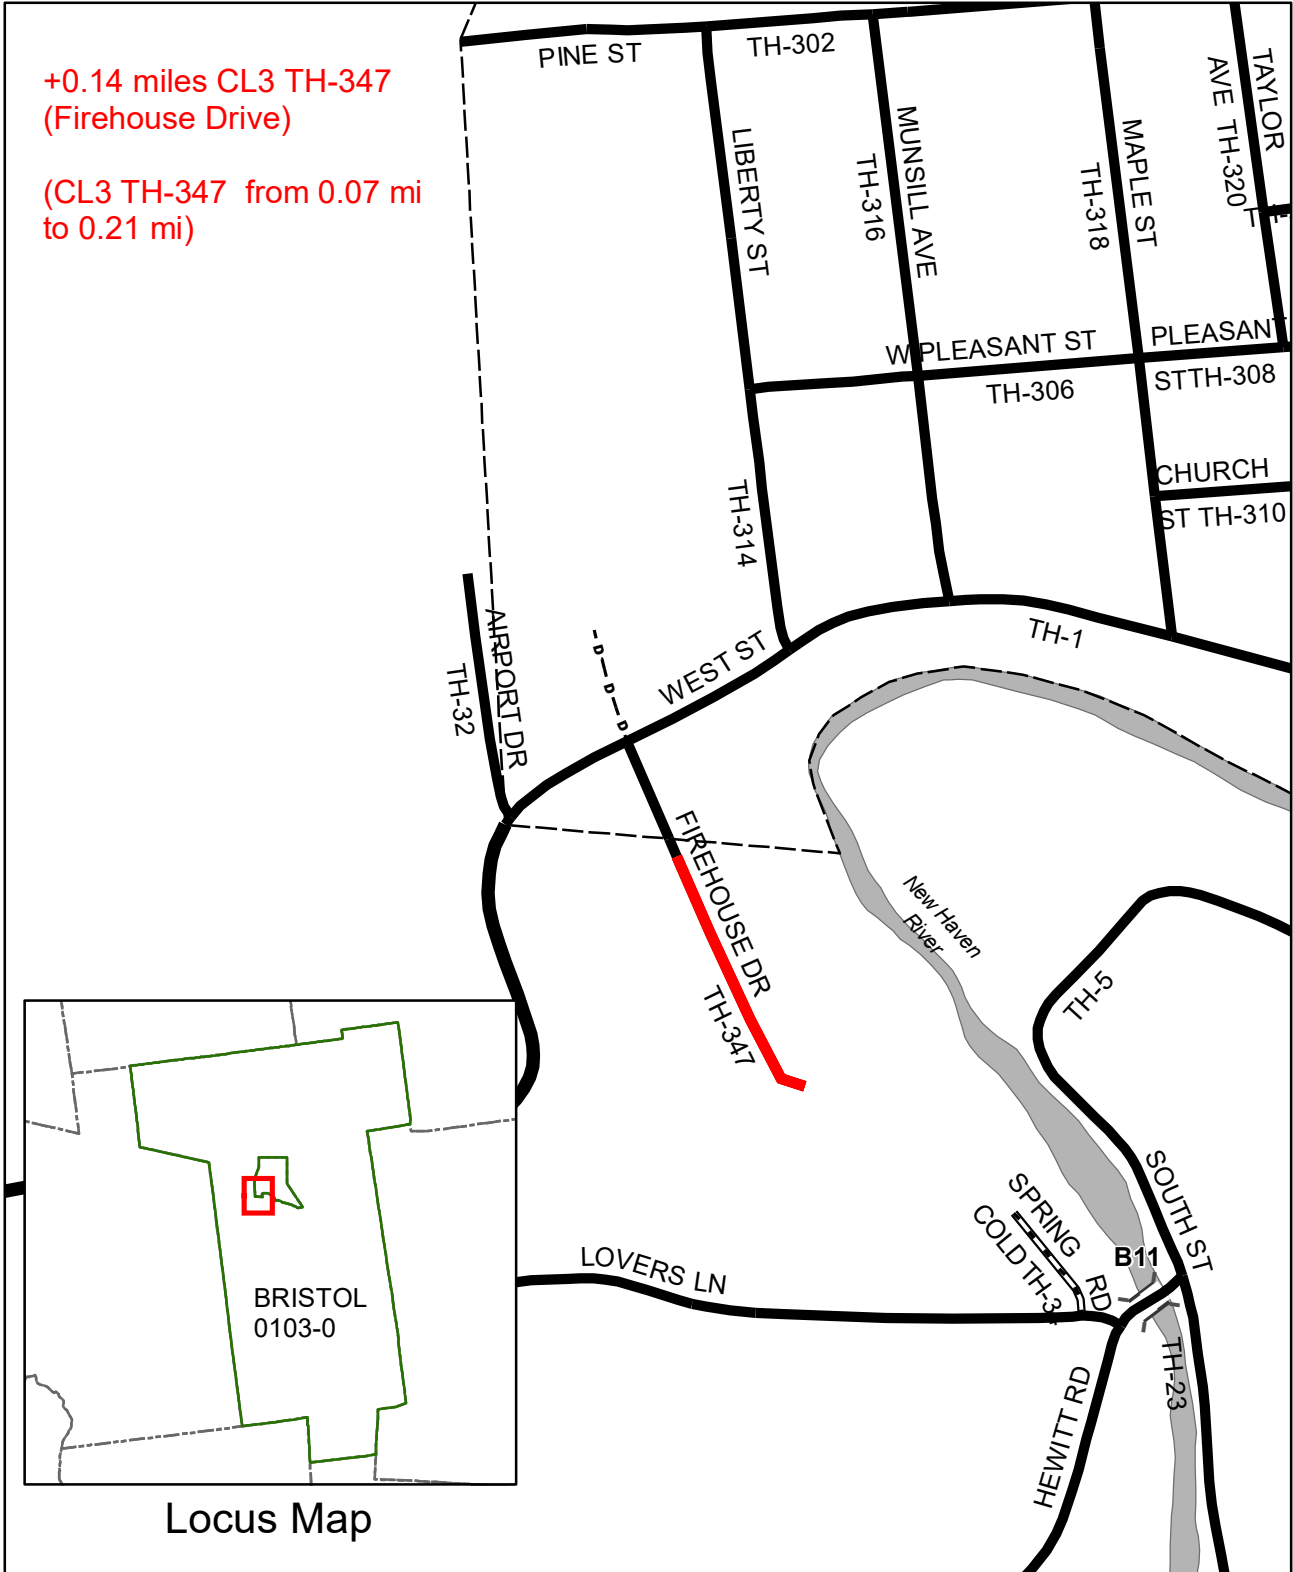 +0.14 miles CL3 TH-347
(Firehouse Drive)
(CL3 TH-347 from 0.07 mi
to 0.21 mi)
PINE ST
TH-302
LIBERTY ST
TH-316
MUNSILL AVE
TH-318
MAPLE ST
AVE TH-320
TAYLOR
W PLEASANT ST
PLEASANT
TH-306
STTH-308
CHURCH
ST TH-310
TH-314
AIRPORT DR
TH-32
D
D
D
WEST ST
TH-1
FIREHOUSE DR
TH-347
New Haven
River
TH-5
SOUTH ST
SPRING
COLD TH-3
RD
B11
LOVERS LN
TH-23
HEWITT RD
BRISTOL
0103-0
Locus Map